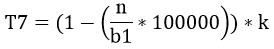 T7 = (1 − (n/b1 * 100000)) * k